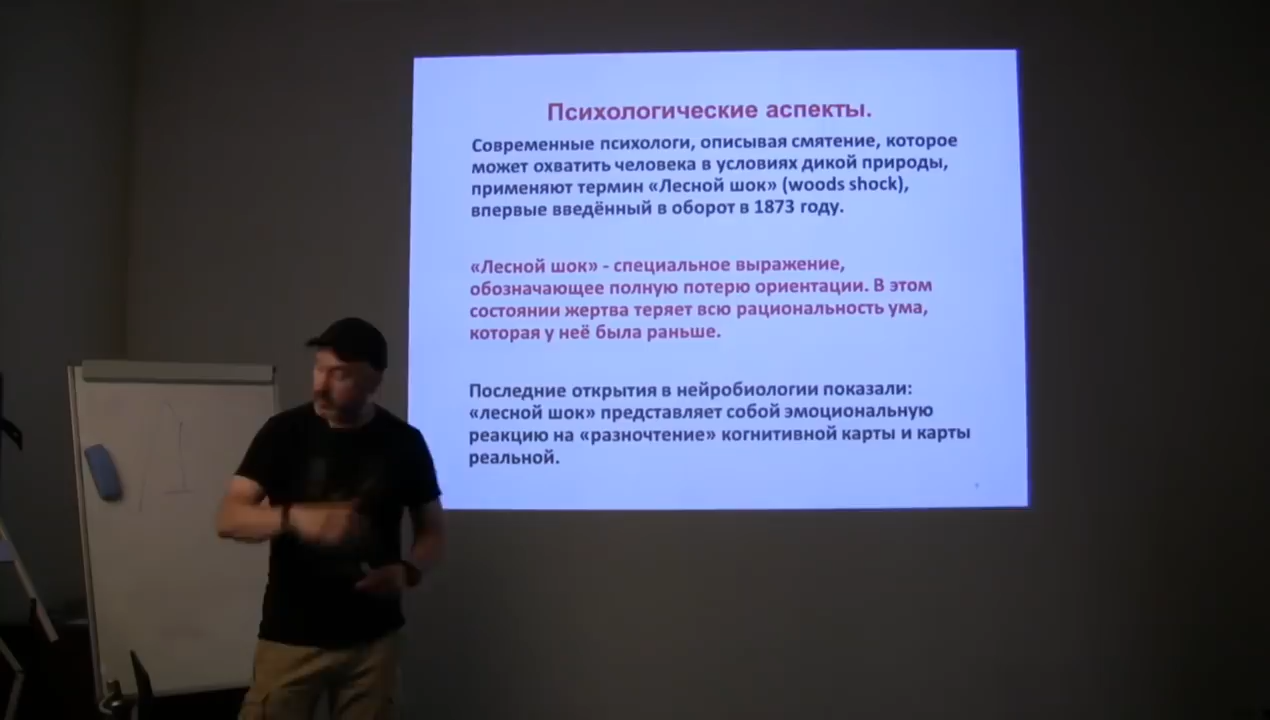 Психологические аспекты.
Современные психологи, описывая смятение, которое
может охватить человека в условиях дикой природы,
применяют термин «Лесной шок» (woods shock),
впервые введённый в оборот в 1873 году.
«Лесной шок» - специальное выражение,
обозначающее полную потерю ориентации. В этом
состоянии жертва теряет всю рациональность ума,
которая у неё была раньше.
Последние открытия в нейробиологии показали:
«лесной шок» представляет собой эмоциональную
реакцию на «разночтение» когнитивной карты и карты
реальной.